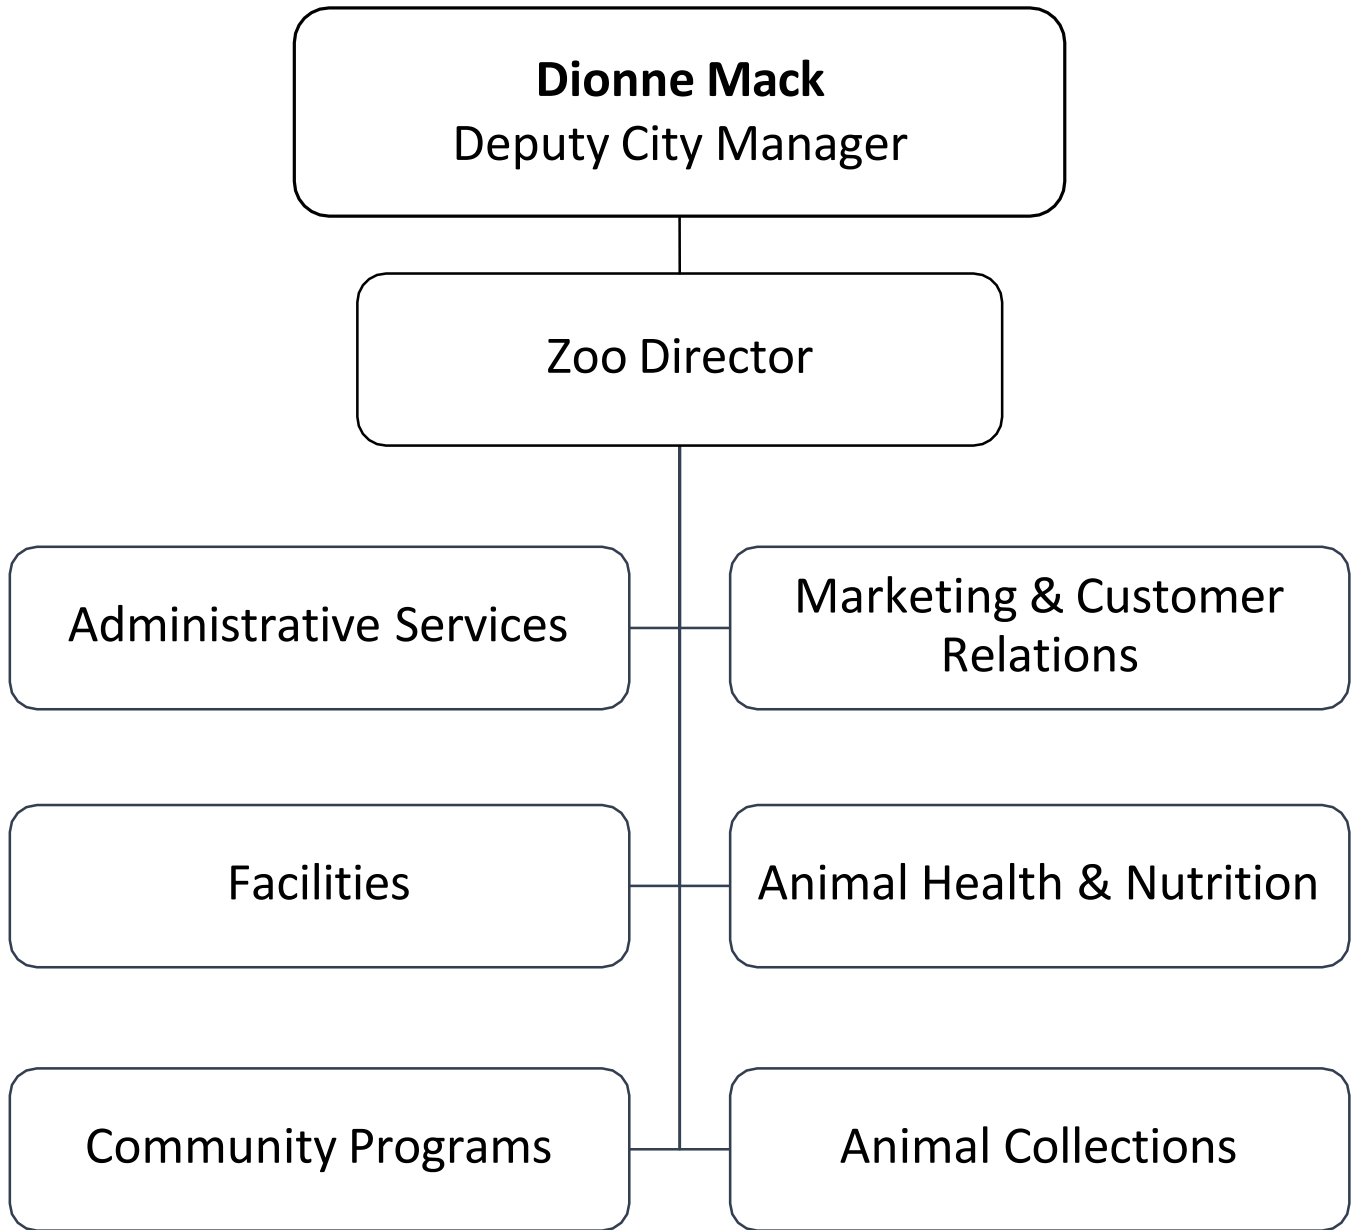 Dionne Mack
Deputy City Manager
Zoo Director
Administrative Services
Marketing & Customer
Relations
Facilities
Animal Health & Nutrition
Community Programs
Animal Collections